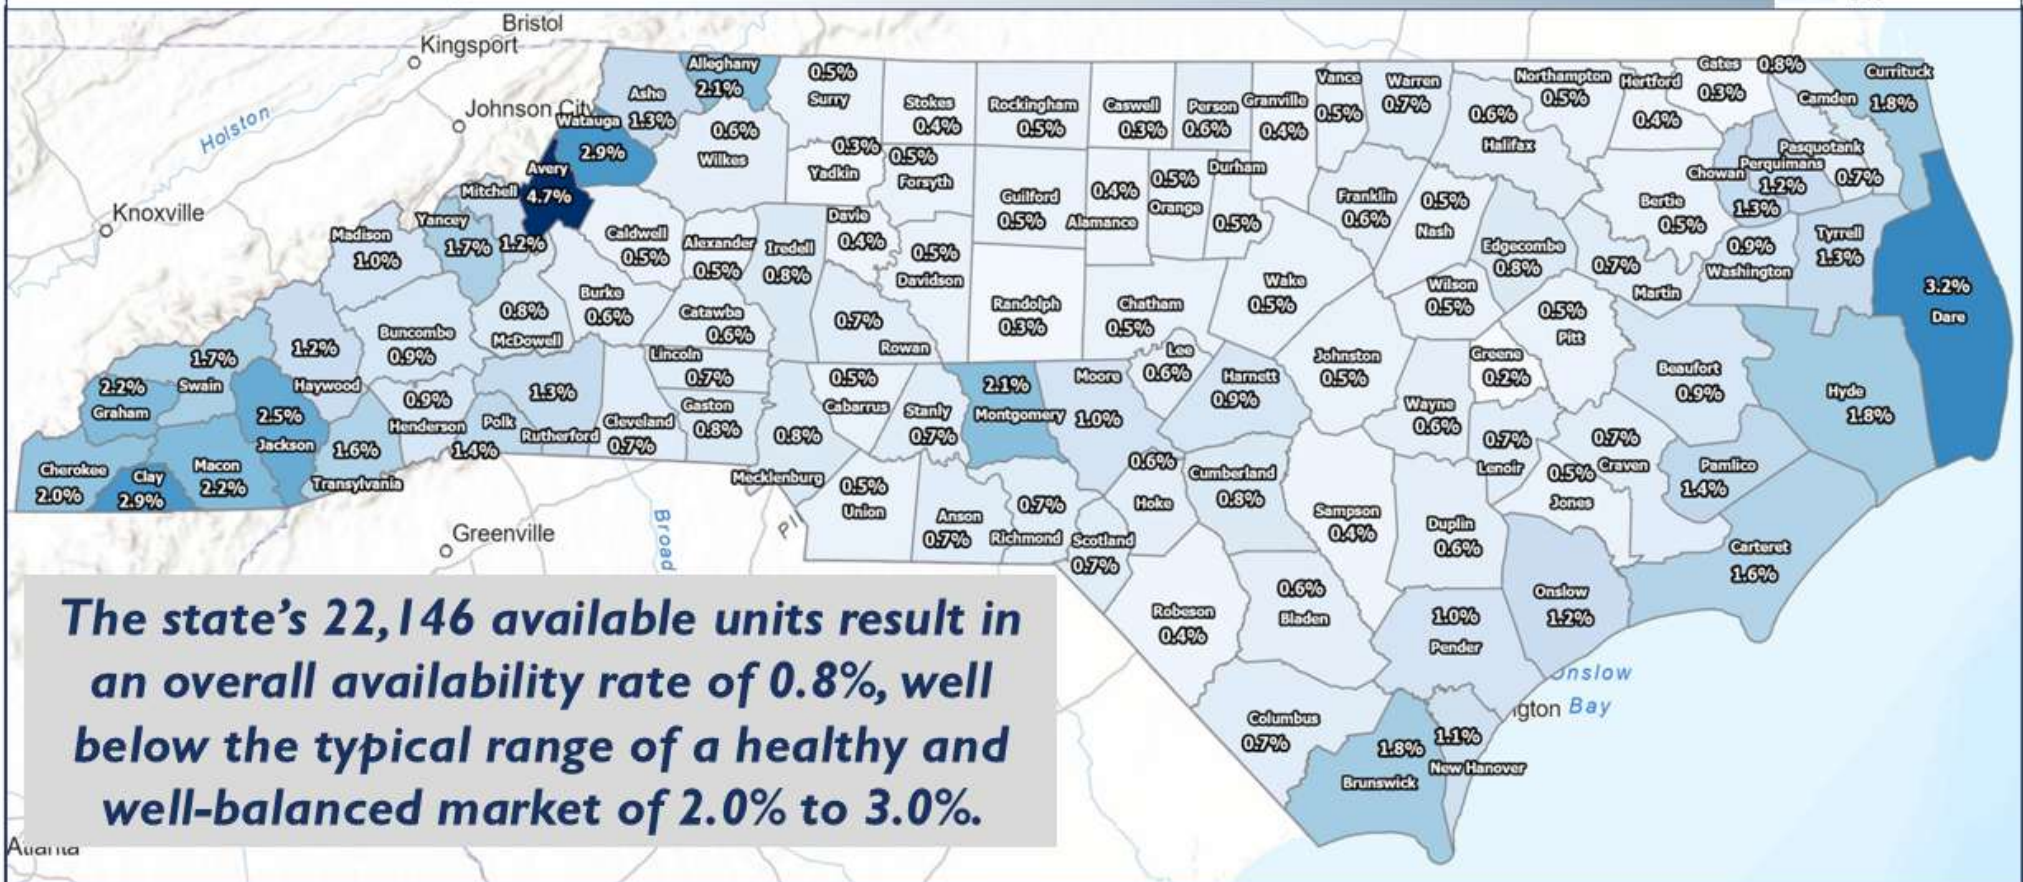 Bristol
Kingsport
Johnson City
Holston
Knoxville
Greenville
Broad
Onslow
Bay
Alleghany
2.1%
Ashe
1.3%
Watauga
2.9%
Avery
4.7%
Mitchell
1.2%
Yancey
1.7%
Madison
1.0%
0.5%
Surry
0.6%
Wilkes
Stokes
0.4%
Rockingham
0.5%
Caswell
0.3%
Person
0.6%
Granville
0.4%
Vance
0.5%
Warren
0.7%
0.6%
Halifax
Northampton
0.5%
Hertford
0.4%
Gates
0.3%
0.8%
Camden
Currituck
1.8%
Pasquotank
0.7%
Perquimans
1.2%
Chowan
1.3%
0.3%
Yadkin
0.5%
Forsyth
Guilford
0.5%
0.4%
Alamance
0.5%
Orange
Durham
0.5%
Franklin
0.6%
0.5%
Nash
Bertie
0.5%
Edgecombe
0.8%
0.7%
Martin
0.9%
Washington
Tyrrell
1.3%
3.2%
Dare
Caldwell
0.5%
Alexander
0.5%
Iredell
0.8%
Davie
0.4%
0.5%
Davidson
Randolph
0.3%
Chatham
0.5%
Wake
0.5%
Wilson
0.5%
0.5%
Pitt
Burke
0.6%
0.8%
McDowell
Catawba
0.6%
0.7%
Rowan
Buncombe
0.9%
1.2%
Haywood
1.7%
Swain
2.2%
Graham
2.5%
Jackson
Cherokee
2.0%
Clay
2.9%
Macon
2.2%
1.6%
Transylvania
0.9%
Henderson
Polk
1.4%
1.3%
Rutherford
Cleveland
0.7%
Lincoln
0.7%
Gaston
0.8%
0.8%
Mecklenburg
0.5%
Cabarrus
Stanly
0.7%
2.1%
Montgomery
Moore
1.0%
Lee
0.6%
Harnett
0.9%
Johnston
0.5%
Greene
0.2%
Wayne
0.6%
0.7%
Lenoir
0.7%
Craven
0.5%
Jones
Beaufort
0.9%
Hyde
1.8%
Pamlico
1.4%
Carteret
1.6%
0.5%
Union
Anson
0.7%
0.7%
Richmond
Scotland
0.7%
0.6%
Hoke
Cumberland
0.8%
Sampson
0.4%
Duplin
0.6%
Onslow
1.2%
Robeson
0.4%
0.6%
Bladen
1.0%
Pender
Columbus
0.7%
1.8%
Brunswick
1.1%
New Hanover
The state's 22,146 available units result in
an overall availability rate of 0.8%, well
below the typical range of a healthy and
well-balanced market of 2.0% to 3.0%.